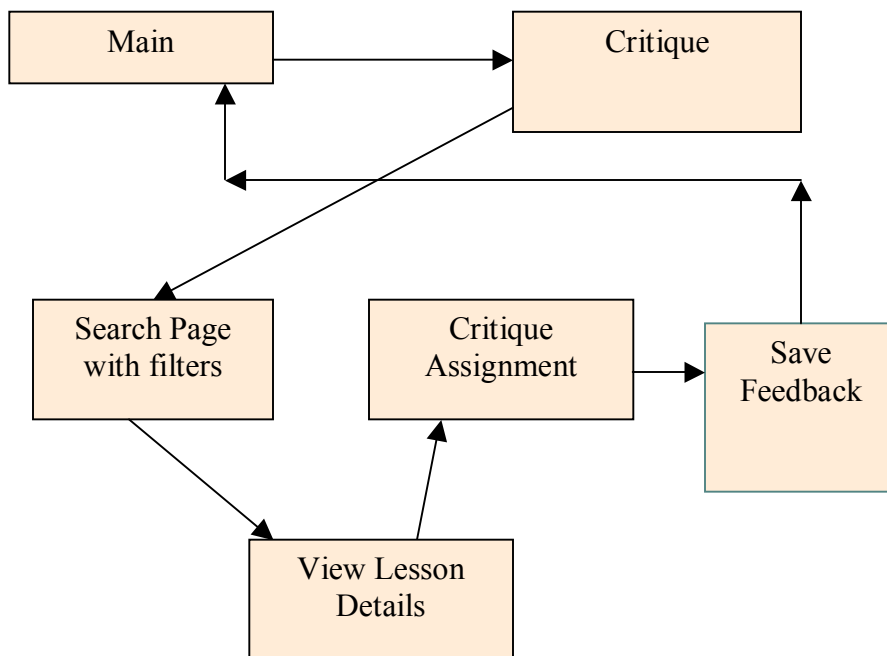 Main
Critique
Search Page
with filters
Critique
Assignment
Save
Feedback
View Lesson
Details